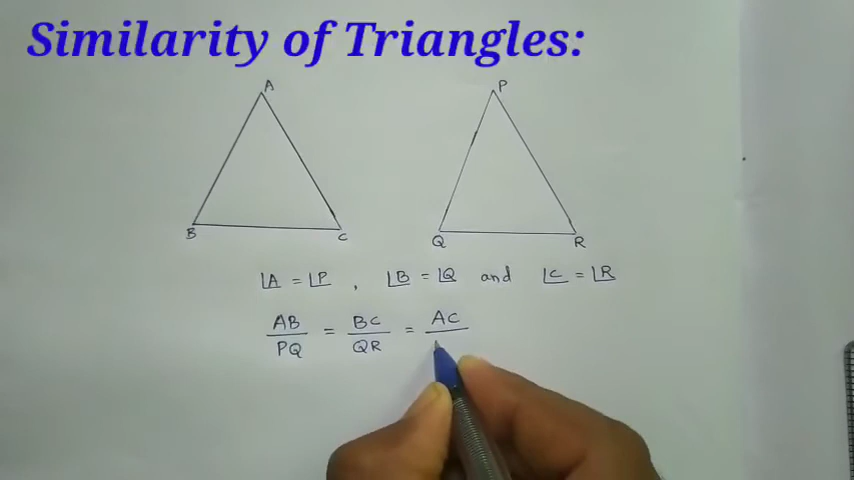 Similarity of Triangles:
A P
B C Q R
∠A = ∠P , ∠B = ∠Q and ∠C = ∠R
AB/PQ = BC/QR = AC/